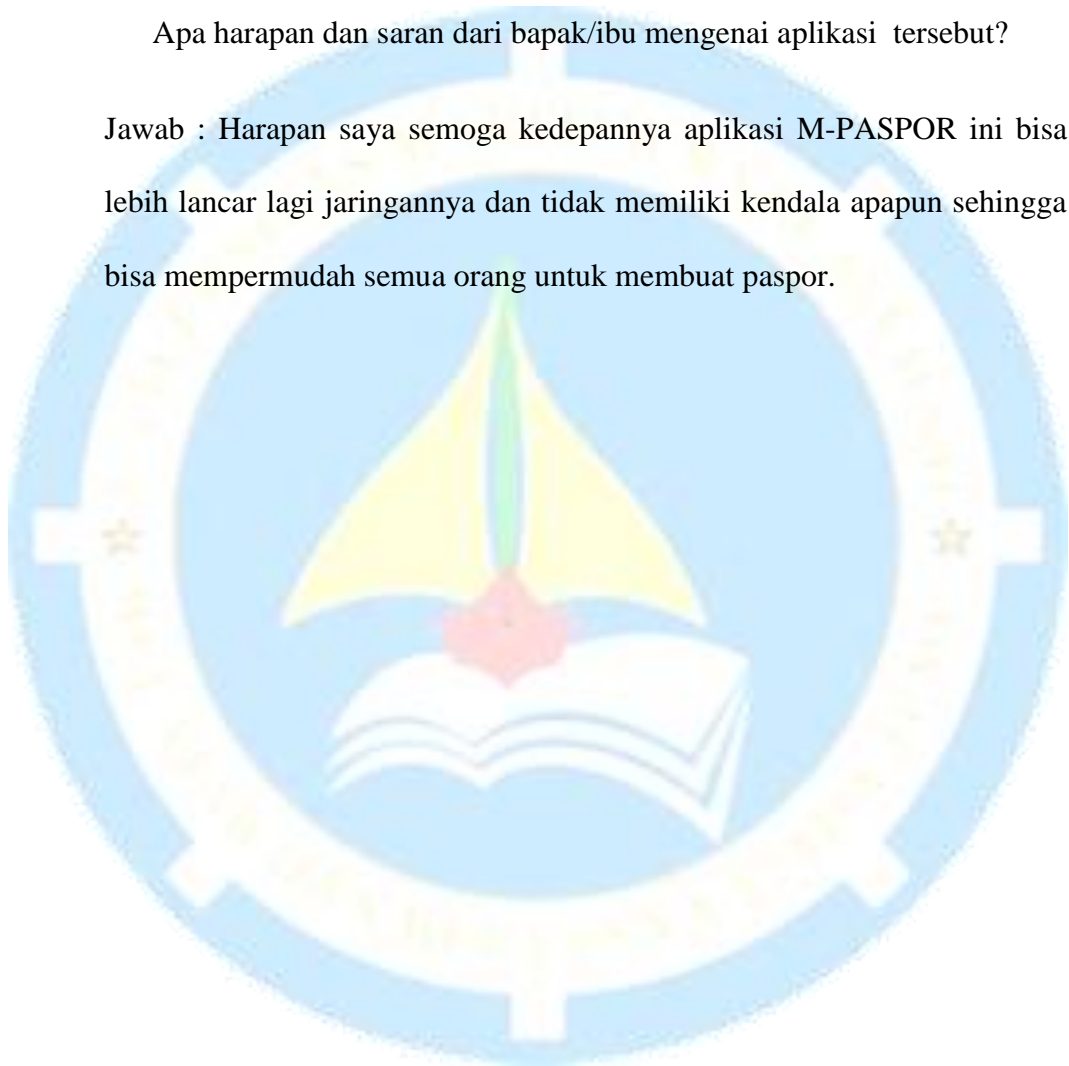 Apa harapan dan saran dari bapak/ibu mengenai aplikasi tersebut?
Jawab : Harapan saya semoga kedepannya aplikasi M-PASPOR ini bisa
lebih lancar lagi jaringannya dan tidak memiliki kendala apapun sehingga
bisa mempermudah semua orang untuk membuat paspor.